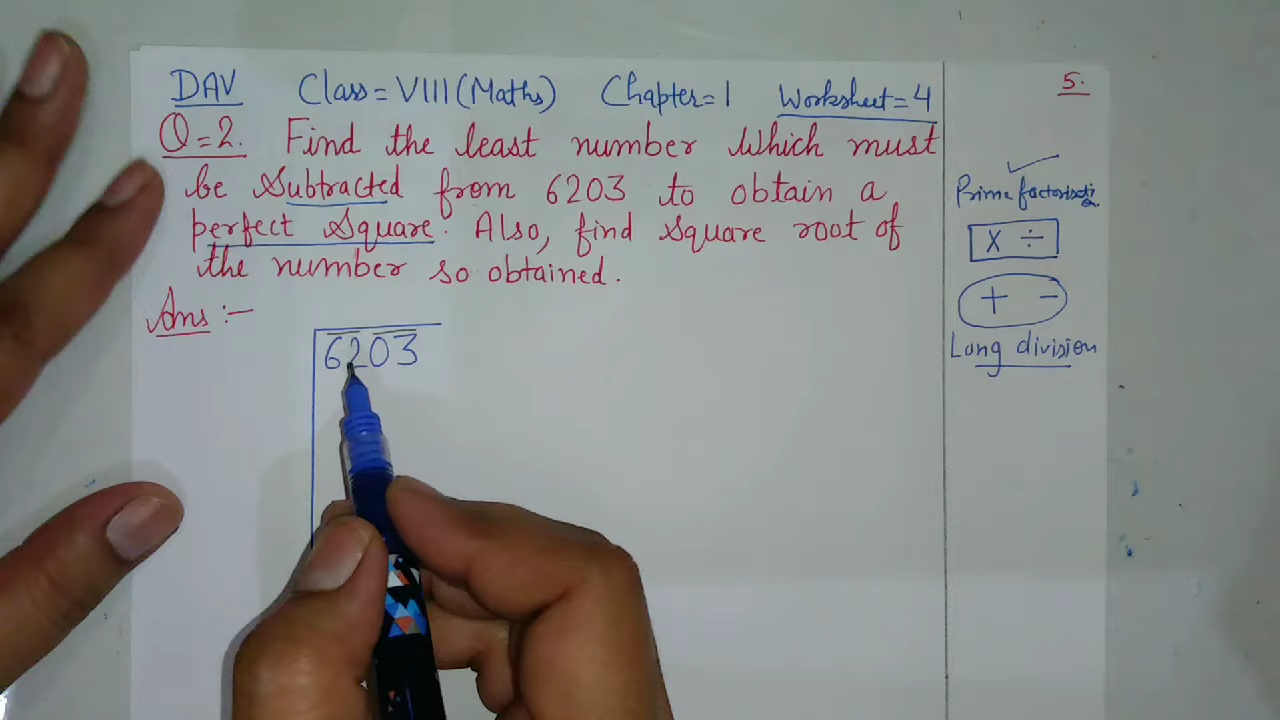 DAV Class=VIII(Maths) Chapter=1 Worksheet=4
5.
Q=2. Find the least number which must
be subtracted from 6203 to obtain a
perfect square. Also, find square root of
the number so obtained.
Ans :-
6203
Prime factorisation
× ÷
+ −
Long division